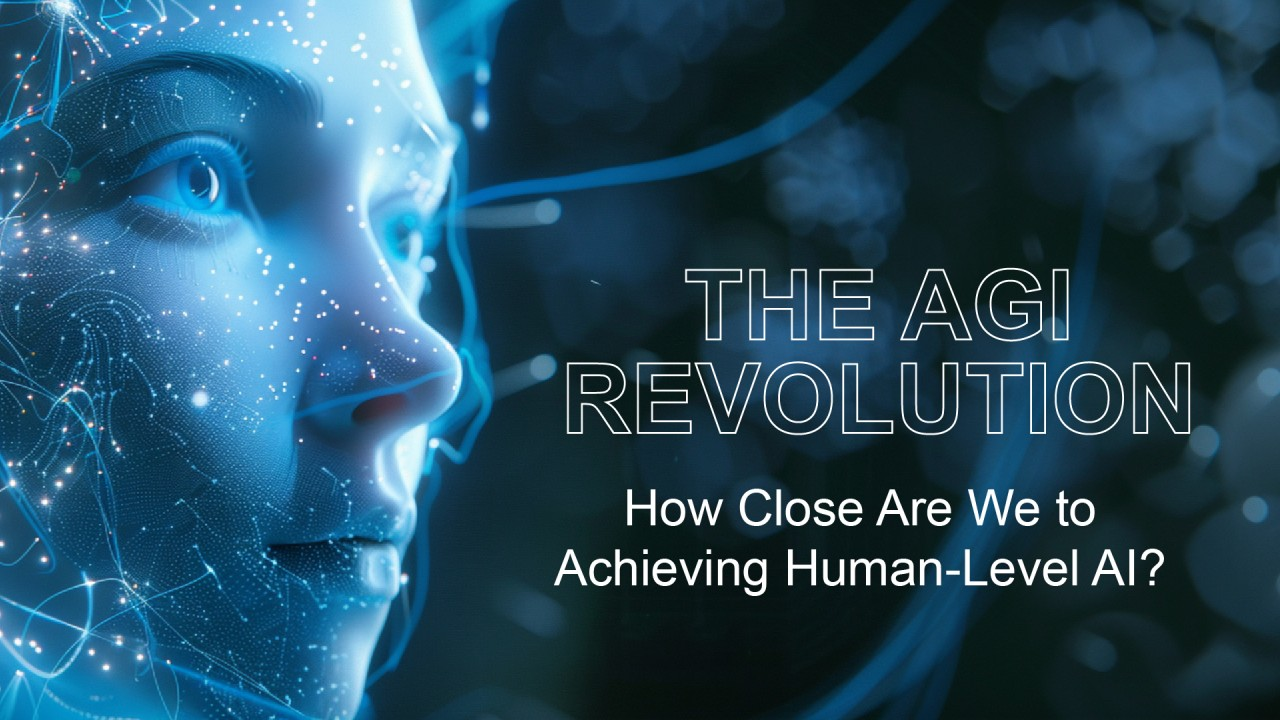 THE AGI
REVOLUTION
How Close Are We to
Achieving Human-Level AI?